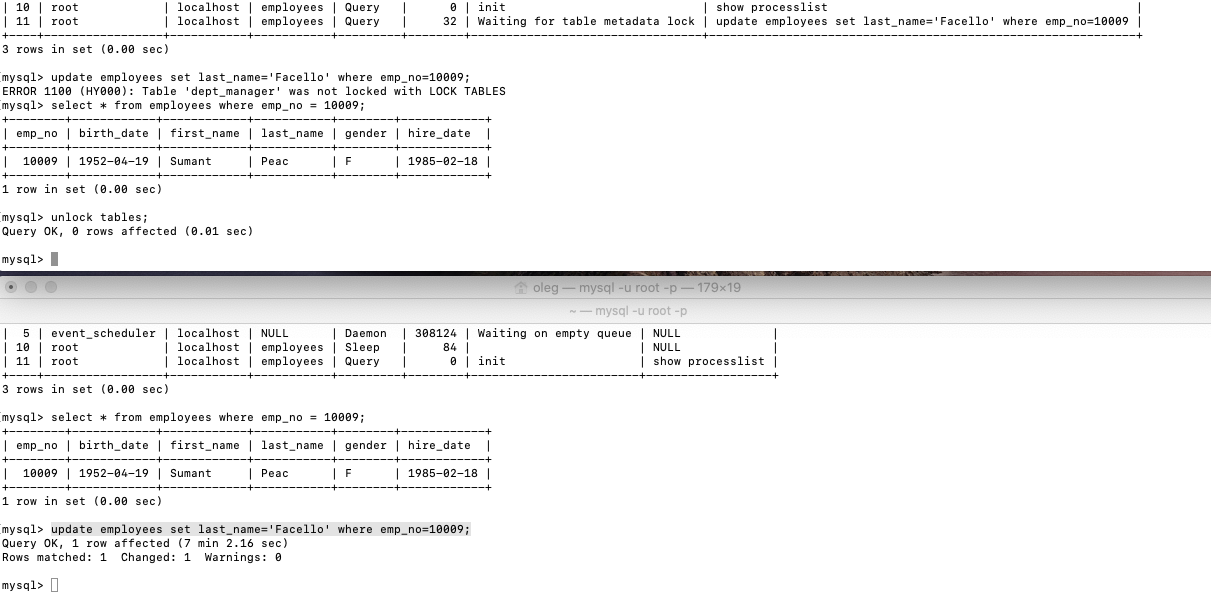 | 10 | root            | localhost | employees | Query   |      0 | init                            | show processlist                                              |
| 11 | root            | localhost | employees | Query   |     32 | Waiting for table metadata lock | update employees set last_name='Facello' where emp_no=10009 |
+----+-----------------+-----------+-----------+---------+--------+---------------------------------+-------------------------------------------------------------+
3 rows in set (0.00 sec)
[mysql> update employees set last_name='Facello' where emp_no=10009;
ERROR 1100 (HY000): Table 'dept_manager' was not locked with LOCK TABLES
[mysql> select * from employees where emp_no = 10009;
+--------+------------+------------+-----------+--------+------------+
| emp_no | birth_date | first_name | last_name | gender | hire_date  |
+--------+------------+------------+-----------+--------+------------+
|  10009 | 1952-04-19 | Sumant     | Peac      | F      | 1985-02-18 |
+--------+------------+------------+-----------+--------+------------+
1 row in set (0.00 sec)
[mysql> unlock tables;
Query OK, 0 rows affected (0.01 sec)
mysql>
oleg — mysql -u root -p — 179×19
~ — mysql -u root -p
|  5 | event_scheduler | localhost | NULL      | Daemon  | 308124 | Waiting on empty queue | NULL             |
| 10 | root            | localhost | employees | Sleep   |     84 |                        | NULL             |
| 11 | root            | localhost | employees | Query   |      0 | init                   | show processlist |
+----+-----------------+-----------+-----------+---------+--------+------------------------+------------------+
3 rows in set (0.00 sec)
[mysql> select * from employees where emp_no = 10009;
+--------+------------+------------+-----------+--------+------------+
| emp_no | birth_date | first_name | last_name | gender | hire_date  |
+--------+------------+------------+-----------+--------+------------+
|  10009 | 1952-04-19 | Sumant     | Peac      | F      | 1985-02-18 |
+--------+------------+------------+-----------+--------+------------+
1 row in set (0.00 sec)
[mysql> update employees set last_name='Facello' where emp_no=10009;
Query OK, 1 row affected (7 min 2.16 sec)
Rows matched: 1  Changed: 1  Warnings: 0
mysql>